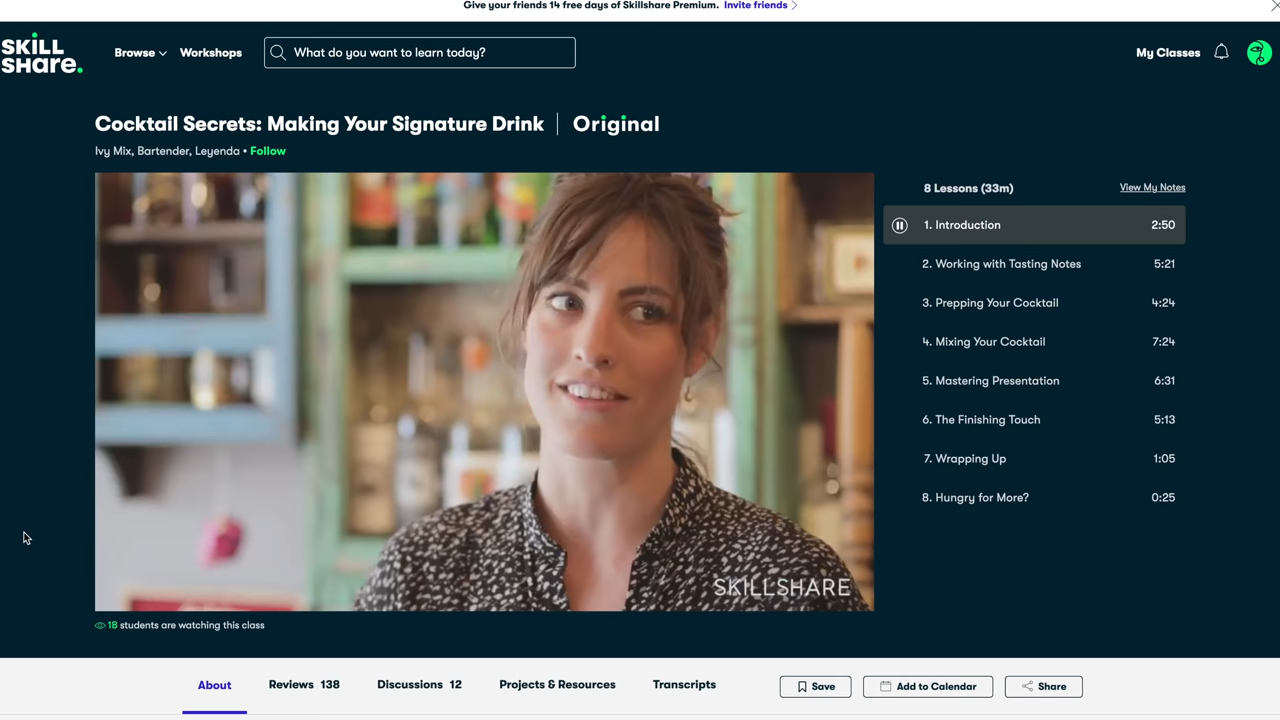 Give your friends 14 free days of Skillshare Premium. Invite friends
SKILL
SHare.
Browse
Workshops
What do you want to learn today?
My Classes
Cocktail Secrets: Making Your Signature Drink | Original
Ivy Mix, Bartender, Leyenda • Follow
8 Lessons (33m)
View My Notes
1. Introduction 2:50
2. Working with Tasting Notes 5:21
3. Prepping Your Cocktail 4:24
4. Mixing Your Cocktail 7:24
5. Mastering Presentation 6:31
6. The Finishing Touch 5:13
7. Wrapping Up 1:05
8. Hungry for More? 0:25
SKILLSHARE
18 students are watching this class
About
Reviews 138
Discussions 12
Projects & Resources
Transcripts
Save
Add to Calendar
Share